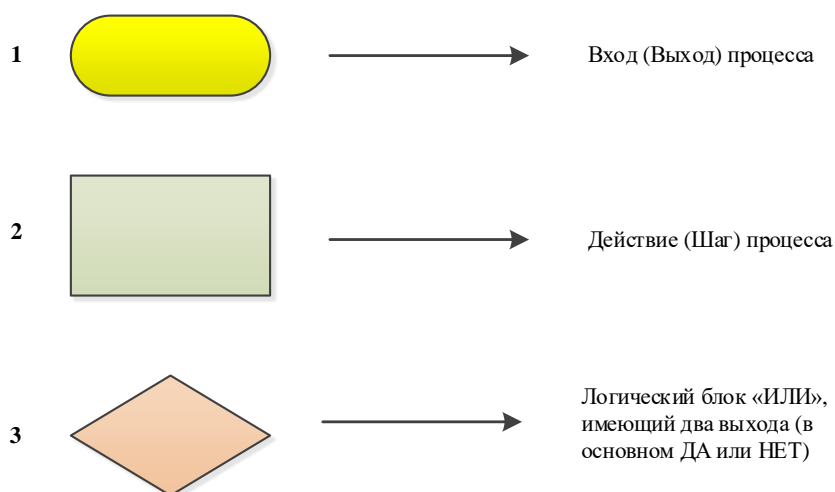 1
Вход (Выход) процесса
2
Действие (Шаг) процесса
3
Логический блок «ИЛИ»,
имеющий два выхода (в
основном ДА или НЕТ)